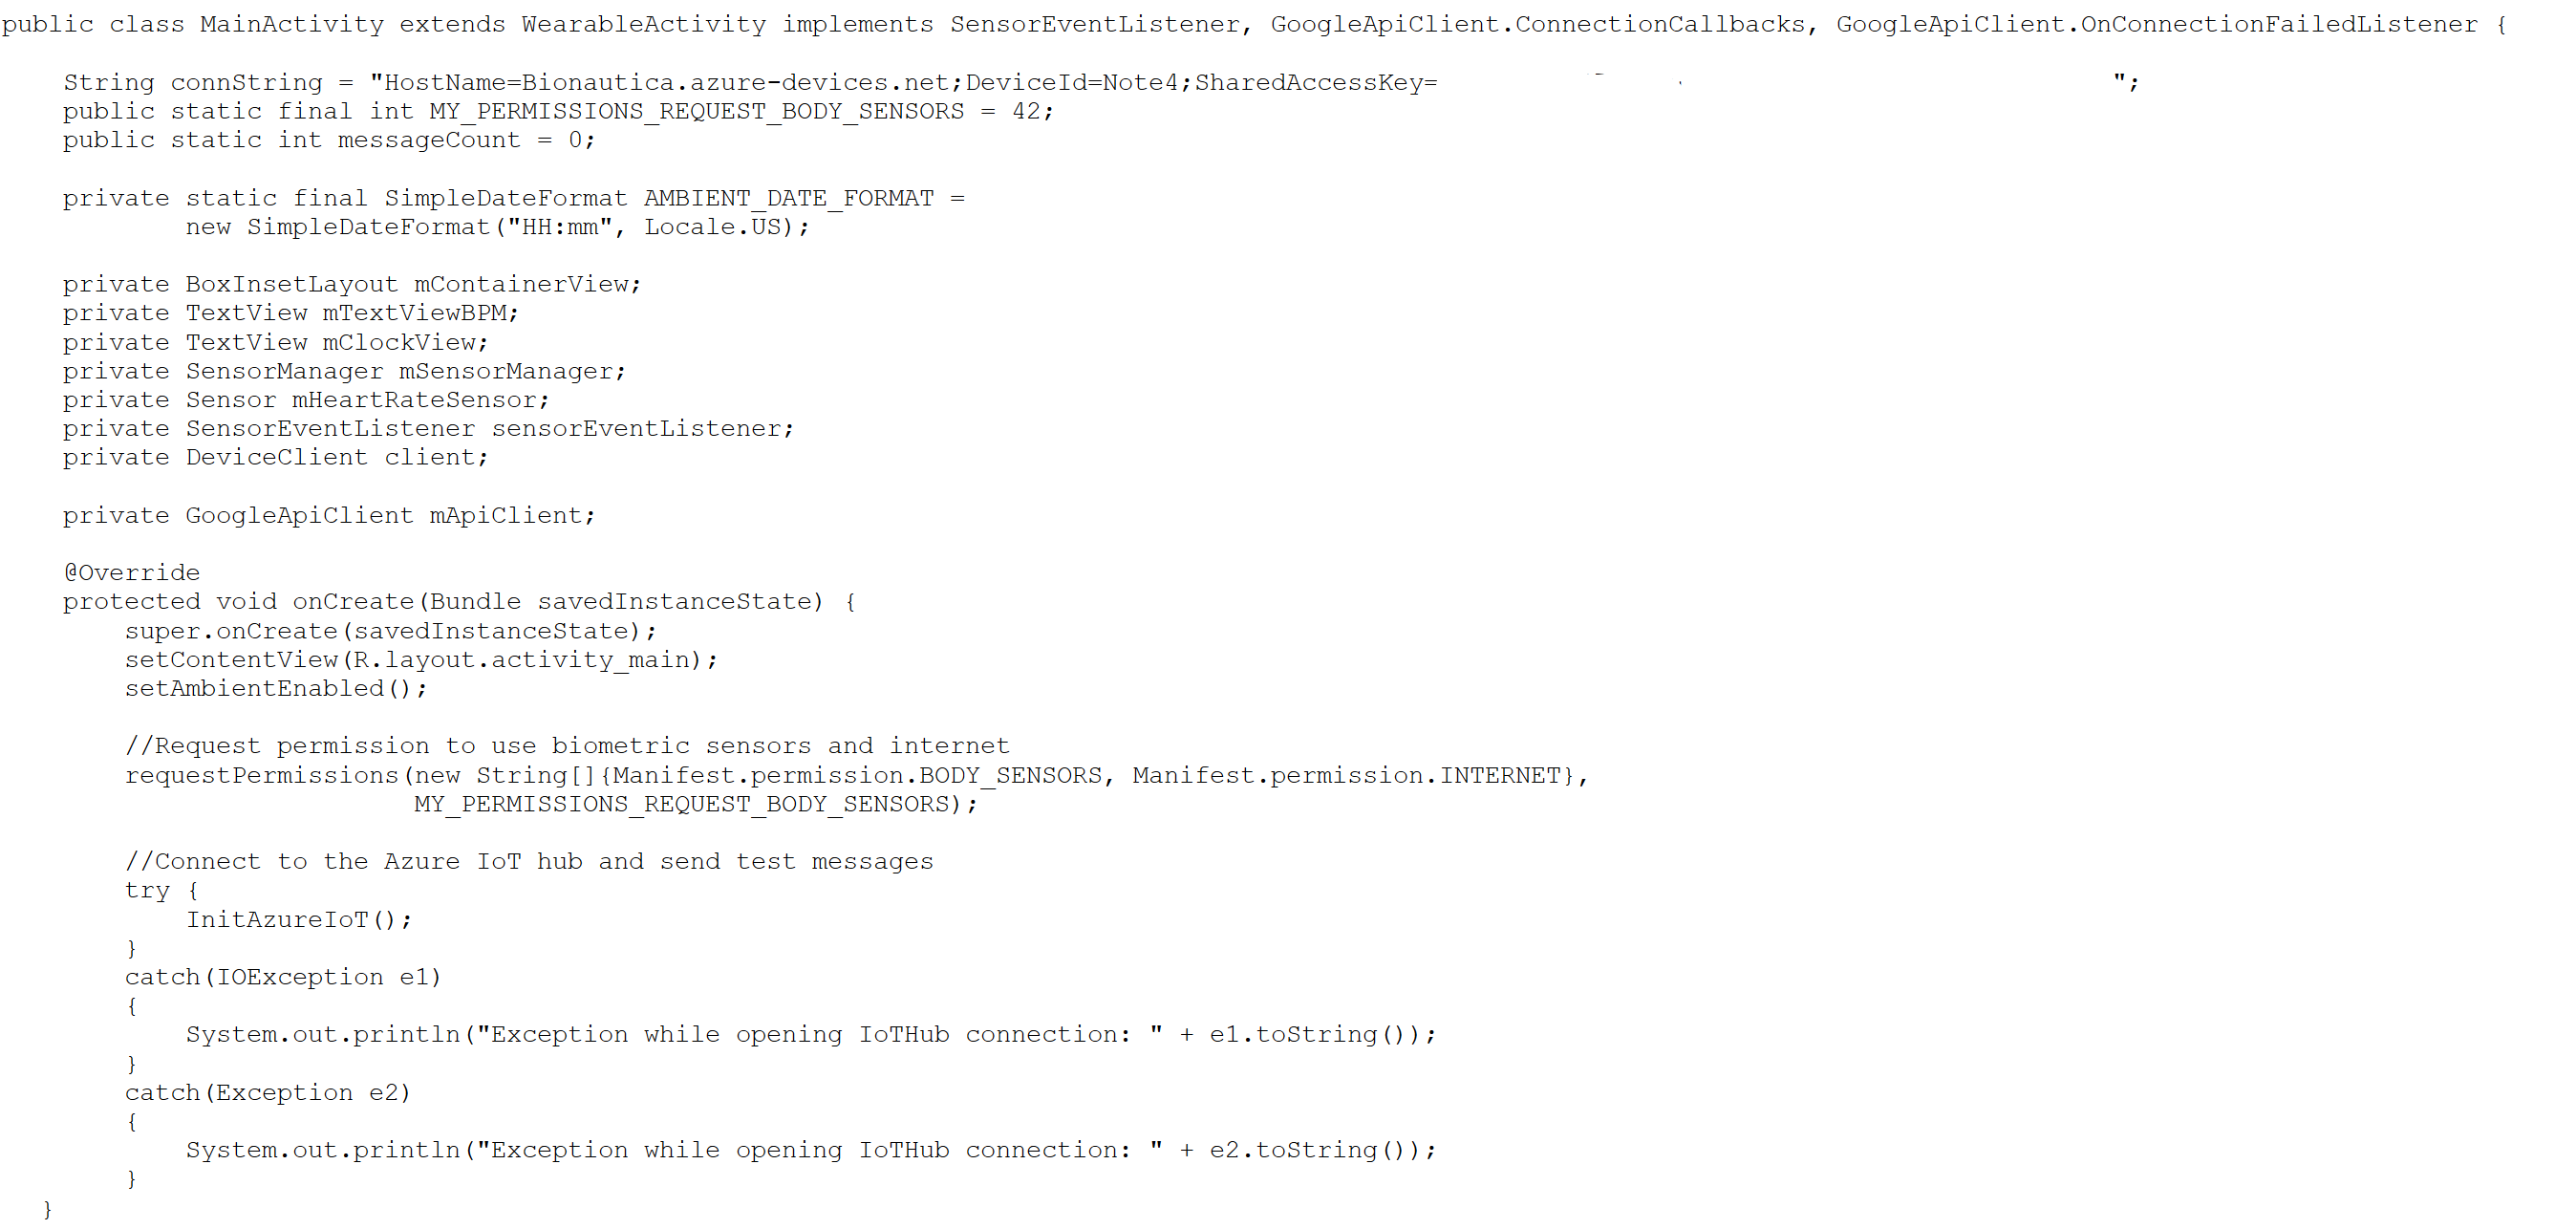 public class MainActivity extends WearableActivity implements SensorEventListener, GoogleApiClient.ConnectionCallbacks, GoogleApiClient.OnConnectionFailedListener {

    String connString = "HostName=Bionautica.azure-devices.net;DeviceId=Note4;SharedAccessKey=                                            ";
    public static final int MY_PERMISSIONS_REQUEST_BODY_SENSORS = 42;
    public static int messageCount = 0;

    private static final SimpleDateFormat AMBIENT_DATE_FORMAT =
            new SimpleDateFormat("HH:mm", Locale.US);

    private BoxInsetLayout mContainerView;
    private TextView mTextViewBPM;
    private TextView mClockView;
    private SensorManager mSensorManager;
    private Sensor mHeartRateSensor;
    private SensorEventListener sensorEventListener;
    private DeviceClient client;

    private GoogleApiClient mApiClient;

    @Override
    protected void onCreate(Bundle savedInstanceState) {
        super.onCreate(savedInstanceState);
        setContentView(R.layout.activity_main);
        setAmbientEnabled();

        //Request permission to use biometric sensors and internet
        requestPermissions(new String[]{Manifest.permission.BODY_SENSORS, Manifest.permission.INTERNET},
                           MY_PERMISSIONS_REQUEST_BODY_SENSORS);

        //Connect to the Azure IoT hub and send test messages
        try {
            InitAzureIoT();
        }
        catch(IOException e1)
        {
            System.out.println("Exception while opening IoTHub connection: " + e1.toString());
        }
        catch(Exception e2)
        {
            System.out.println("Exception while opening IoTHub connection: " + e2.toString());
        }
   }